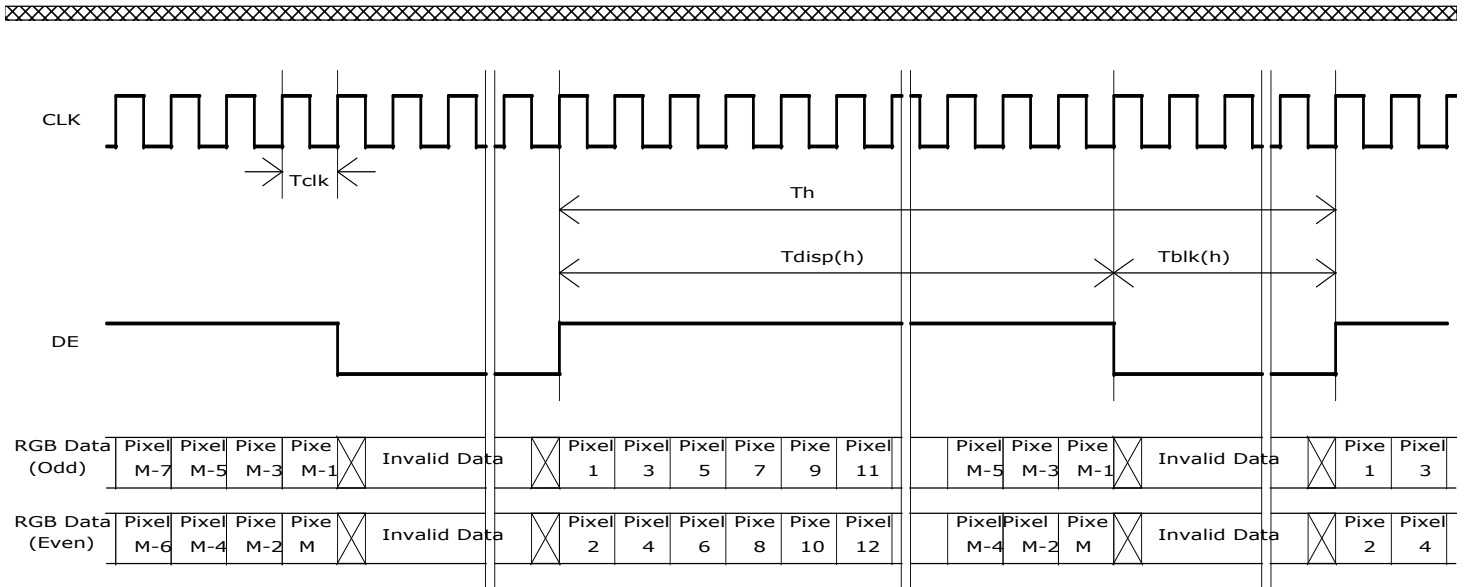 CLK
Tclk
Th
Tdisp(h) Tblk(h)
DE
RGB Data (Odd) Pixel M-7 Pixel M-5 Pixe M-3 Pixe M-1 Invalid Data Pixe 1 Pixel 3 Pixel 5 Pixe 7 Pixe 9 Pixel 11 Pixel M-5 Pixe M-3 Pixe M-1 Invalid Data Pixe 1 Pixel 3
RGB Data (Even) Pixel M-6 Pixel M-4 Pixe M-2 Pixe M Invalid Data Pixe 2 Pixel 4 Pixel 6 Pixe 8 Pixe 10 Pixel 12 Pixel M-4 Pixel M-2 Pixe M Invalid Data Pixe 2 Pixel 4